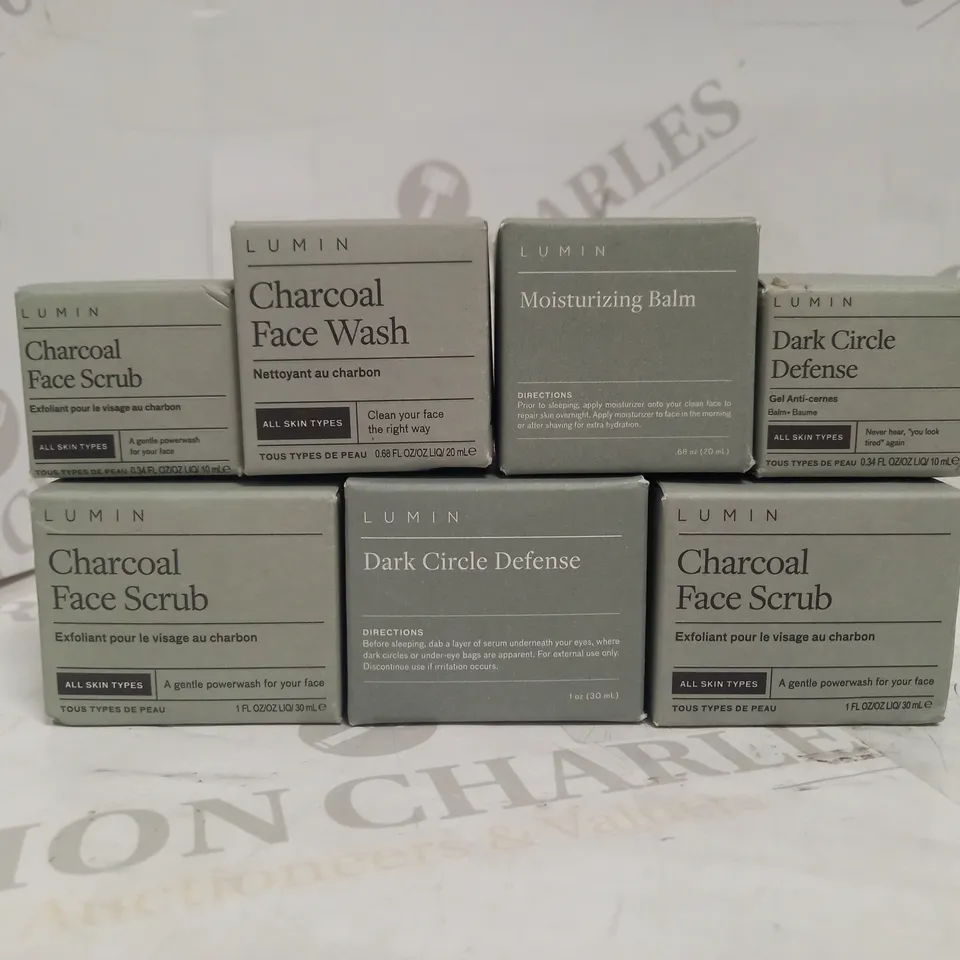 LUMIN
Charcoal
Face Scrub
Exfoliant pour le visage au charbon
ALL SKIN TYPES
A gentle powerwash
for your face
TOUS TYPES DE PEAU 0.34 FL OZ/OZ LIQ/ 10 mL℮
LUMIN
Charcoal
Face Wash
Nettoyant au charbon
ALL SKIN TYPES
Clean your face
the right way
TOUS TYPES DE PEAU 0.68 FL OZ/OZ LIQ/ 20 mL℮
LUMIN
Moisturizing Balm
DIRECTIONS
Prior to sleeping, apply moisturizer onto your clean face to
repair skin overnight. Apply moisturizer to face in the morning
or after shaving for extra hydration.
.68 oz (20 mL)
LUMIN
Dark Circle
Defense
Gel Anti-cernes
Balm • Baume
ALL SKIN TYPES
Never hear, "you look
tired" again
TOUS TYPES DE PEAU 0.34 FL OZ/OZ LIQ/ 10 mL℮
LUMIN
Charcoal
Face Scrub
Exfoliant pour le visage au charbon
ALL SKIN TYPES
A gentle powerwash for your face
TOUS TYPES DE PEAU 1 FL OZ/OZ LIQ/ 30 mL℮
LUMIN
Dark Circle Defense
DIRECTIONS
Before sleeping, dab a layer of serum underneath your eyes, where
dark circles or under-eye bags are apparent. For external use only.
Discontinue use if irritation occurs.
1 oz (30 mL)
LUMIN
Charcoal
Face Scrub
Exfoliant pour le visage au charbon
ALL SKIN TYPES
A gentle powerwash for your face
TOUS TYPES DE PEAU 1 FL OZ/OZ LIQ/ 30 mL℮
CHARLES
ION CHARLES
Auctioneers & Valuers